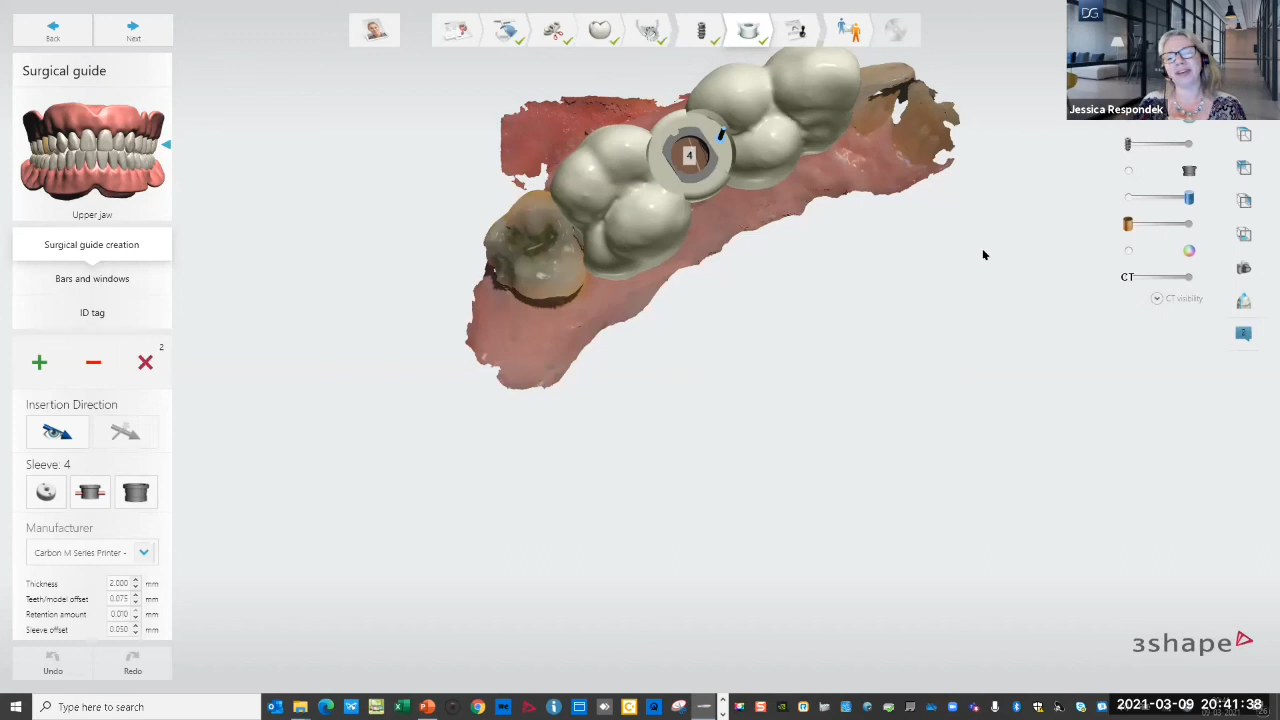 Back
Next
DG
Jessica Respondek
Surgical guide
Upper jaw
Surgical guide creation
Bars and windows
ID tag
2
Insertion Direction
Sleeve: 4
Manufacturer
Carbon M Series Printer -
Thickness 2.000 mm
Teeth/model offset 0.075 mm
Retention amount 0.010 mm
Sleeve offset 0.050 mm
Undo
Redo
4
CT
CT visibility
2
3shape
Type here to search
2021-03-09 20:41:38